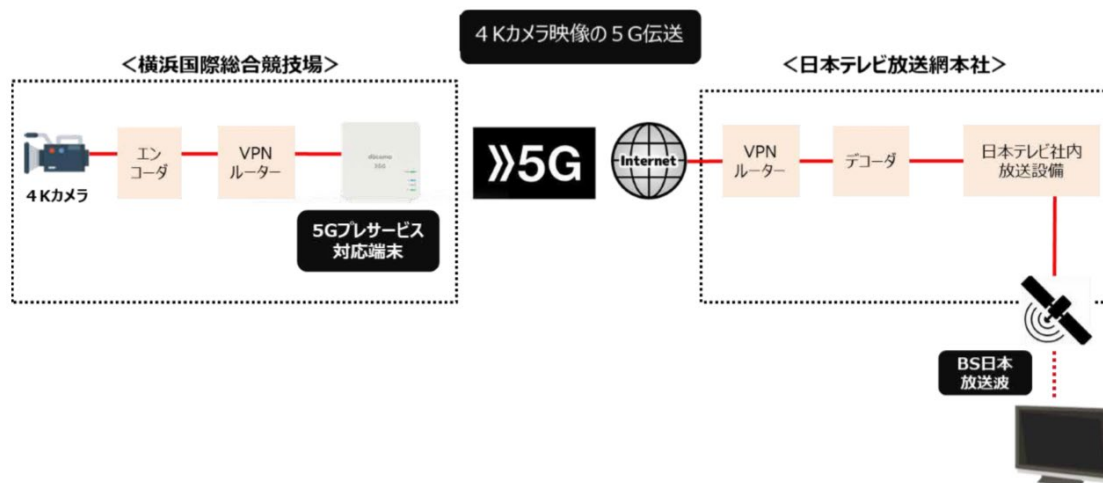 4Kカメラ映像の5G伝送
＜横浜国際総合競技場＞
＜日本テレビ放送網本社＞
4Kカメラ
エン
コーダ
VPN
ルーター
docomo
5Gプレサービス
対応端末
5G
Internet
VPN
ルーター
デコーダ
日本テレビ社内
放送設備
BS日本
放送波